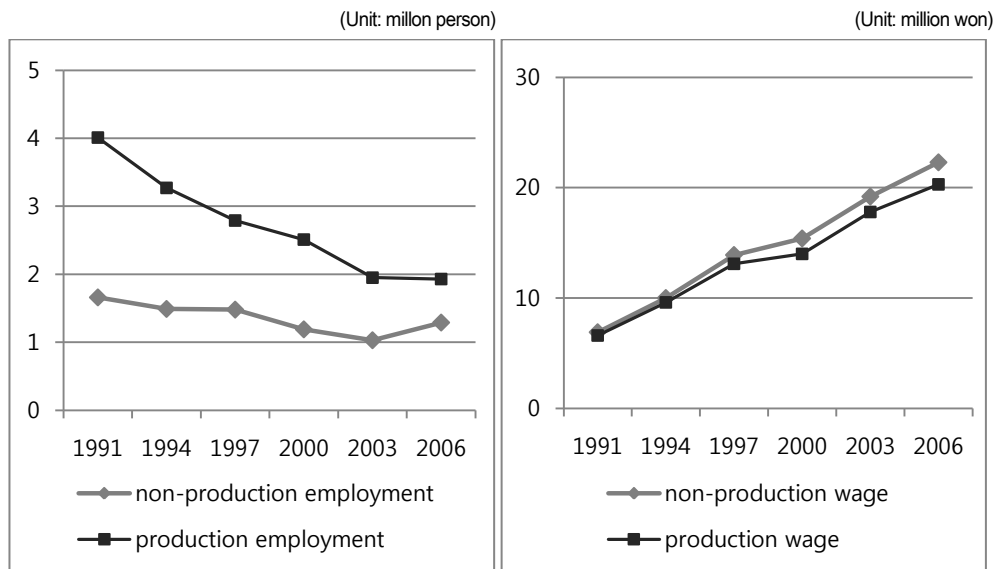 (Unit: millon person)
5
4
3
2
1
0
1991 1994 1997 2000 2003 2006
non-production employment
production employment
(Unit: million won)
30
20
10
0
1991 1994 1997 2000 2003 2006
non-production wage
production wage